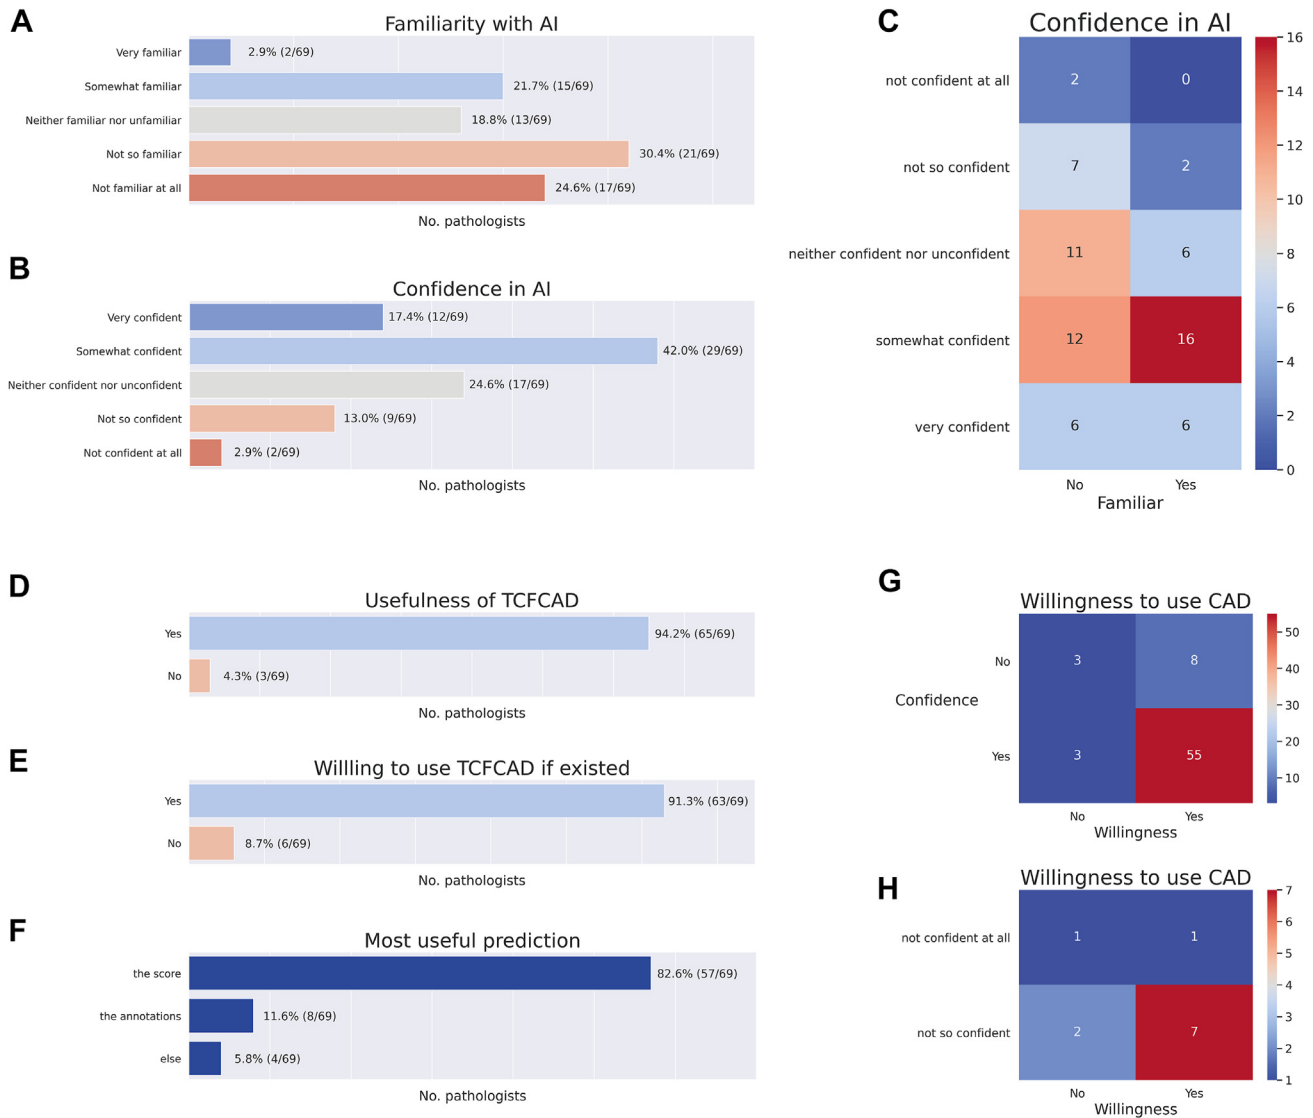 A
Familiarity with AI
Very familiar 2.9% (2/69)
Somewhat familiar 21.7% (15/69)
Neither familiar nor unfamiliar 18.8% (13/69)
Not so familiar 30.4% (21/69)
Not familiar at all 24.6% (17/69)
No. pathologists
B
Confidence in AI
Very confident 17.4% (12/69)
Somewhat confident 42.0% (29/69)
Neither confident nor unconfident 24.6% (17/69)
Not so confident 13.0% (9/69)
Not confident at all 2.9% (2/69)
No. pathologists
C
Confidence in AI
not confident at all 2 0
not so confident 7 2
neither confident nor unconfident 11 6
somewhat confident 12 16
very confident 6 6
No Yes
Familiar
16
14
12
10
8
6
4
2
0
D
Usefulness of TCFCAD
Yes 94.2% (65/69)
No 4.3% (3/69)
No. pathologists
E
Willling to use TCFCAD if existed
Yes 91.3% (63/69)
No 8.7% (6/69)
No. pathologists
F
Most useful prediction
the score 82.6% (57/69)
the annotations 11.6% (8/69)
else 5.8% (4/69)
No. pathologists
G
Willingness to use CAD
No 3 8
Confidence
Yes 3 55
No Yes
Willingness
50
40
30
20
10
H
Willingness to use CAD
not confident at all 1 1
not so confident 2 7
No Yes
Willingness
7
6
5
4
3
2
1